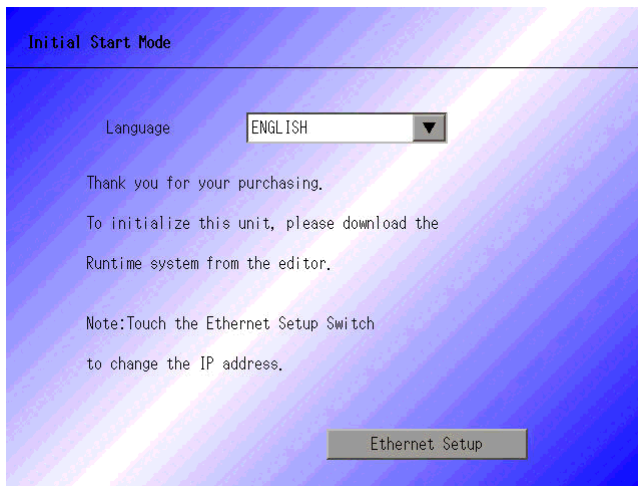 Initial Start Mode
Language ENGLISH
Thank you for your purchasing.
To initialize this unit, please download the
Runtime system from the editor.
Note:Touch the Ethernet Setup Switch
to change the IP address.
Ethernet Setup